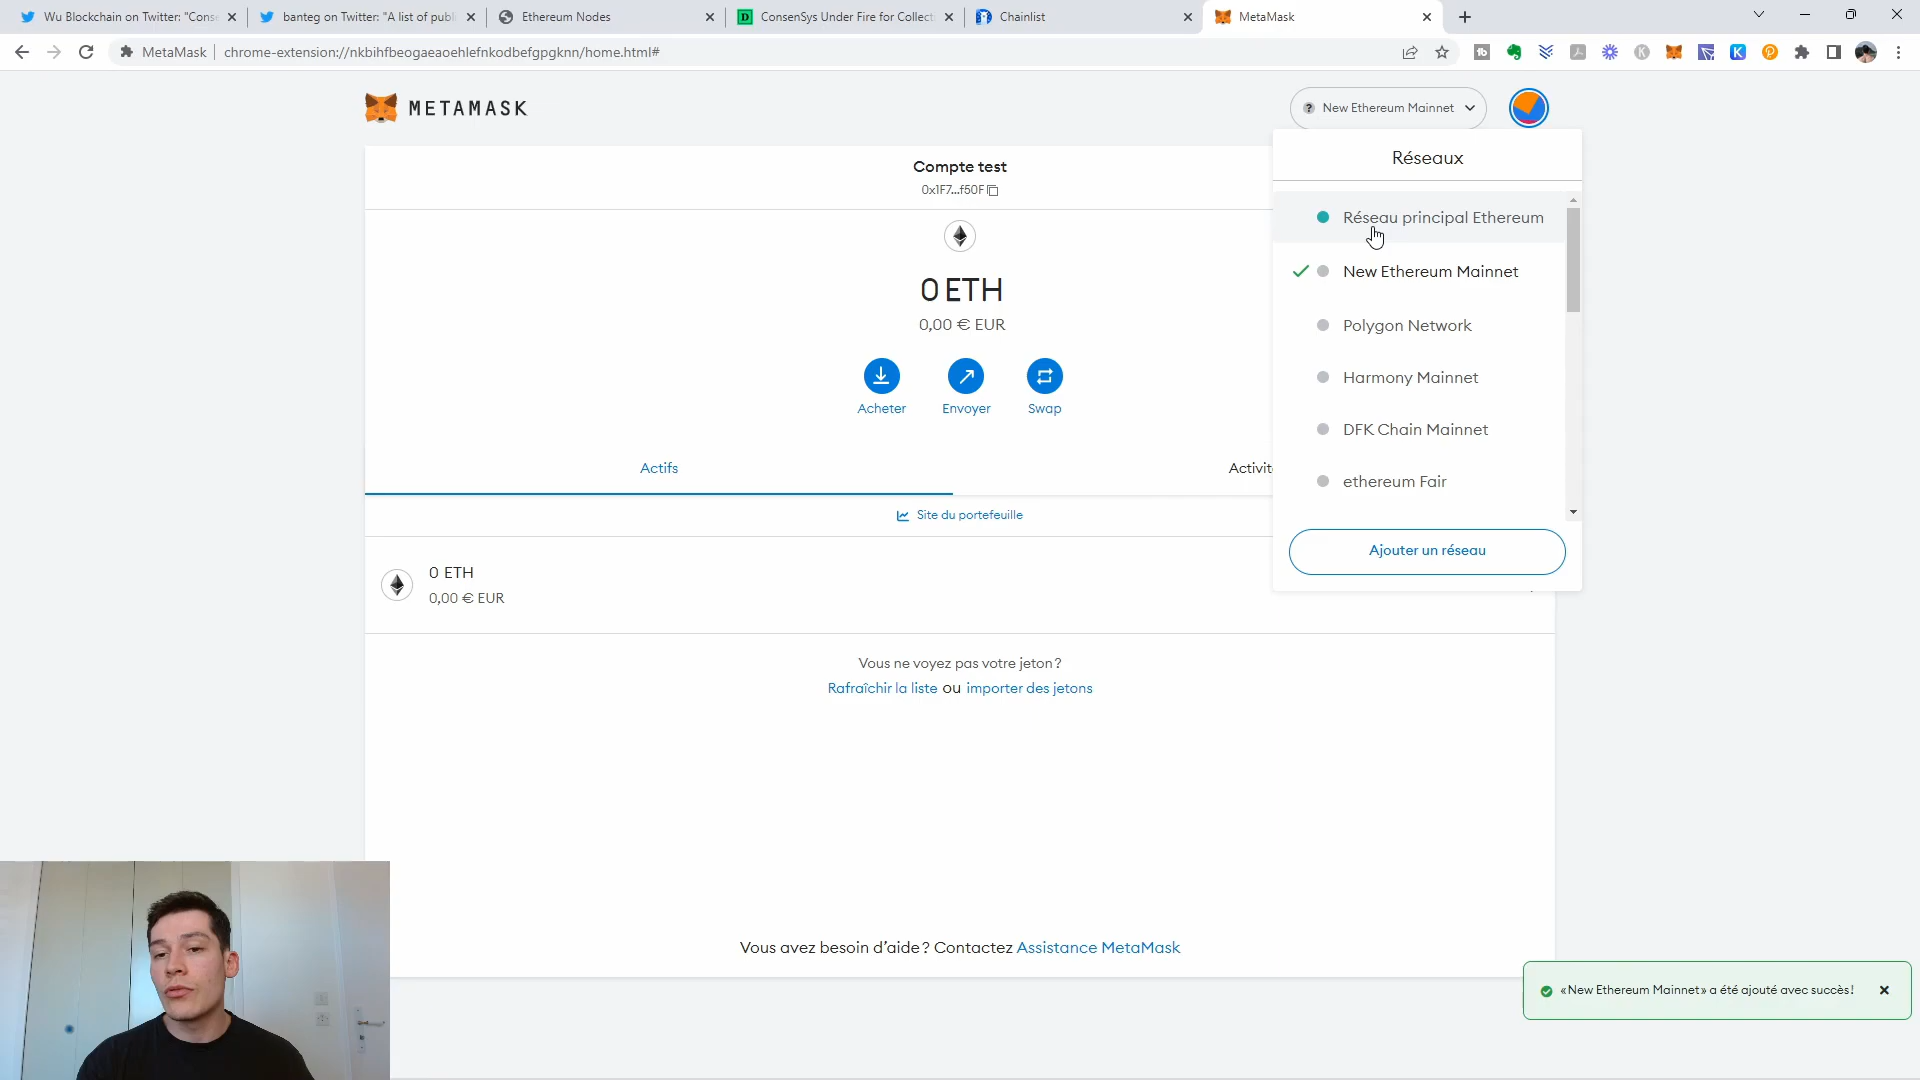 Wu Blockchain on Twitter: "Conse
banteg on Twitter: "A list of publ
Ethereum Nodes
ConsenSys Under Fire for Collecti
Chainlist
MetaMask
MetaMask
chrome-extension://nkbihfbeogaeaoehlefnkodbefgpgknn/home.html#
METAMASK
New Ethereum Mainnet
Compte test
0x1F7...f50F
0 ETH
0,00 € EUR
Acheter
Envoyer
Swap
Actifs
Activité
Site du portefeuille
0 ETH
0,00 € EUR
Vous ne voyez pas votre jeton ?
Rafraîchir la liste ou importer des jetons
Vous avez besoin d’aide ? Contactez Assistance MetaMask
Réseaux
Réseau principal Ethereum
New Ethereum Mainnet
Polygon Network
Harmony Mainnet
DFK Chain Mainnet
ethereum Fair
Ajouter un réseau
«New Ethereum Mainnet» a été ajouté avec succès !